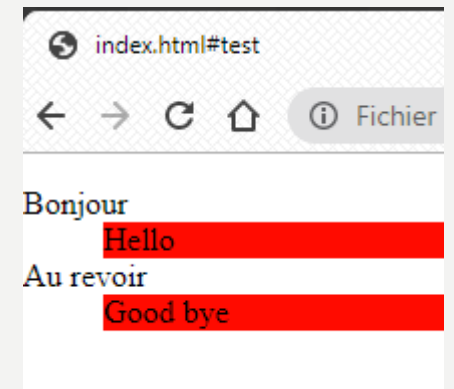 index.html#test
Fichier
Bonjour
Hello
Au revoir
Good bye